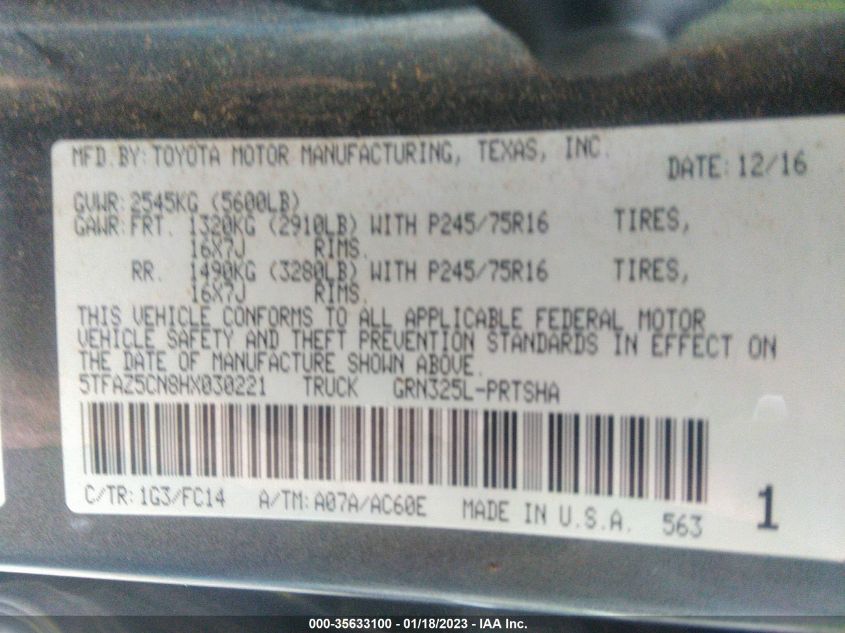 MFD. BY: TOYOTA MOTOR MANUFACTURING, TEXAS, INC.
DATE: 12/16
GVWR: 2545KG (5600LB)
GAWR: FRT. 1320KG (2910LB) WITH P245/75R16 TIRES,
16X7J RIMS.
RR. 1490KG (3280LB) WITH P245/75R16 TIRES,
16X7J RIMS.
THIS VEHICLE CONFORMS TO ALL APPLICABLE FEDERAL MOTOR
VEHICLE SAFETY AND THEFT PREVENTION STANDARDS IN EFFECT ON
THE DATE OF MANUFACTURE SHOWN ABOVE.
5TFAZ5CN8HX030221 TRUCK GRN325L-PRTSHA
C/TR: 1G3/FC14 A/TM: A07A/AC60E MADE IN U.S.A. 563 1
000-35633100 - 01/18/2023 - IAA Inc.